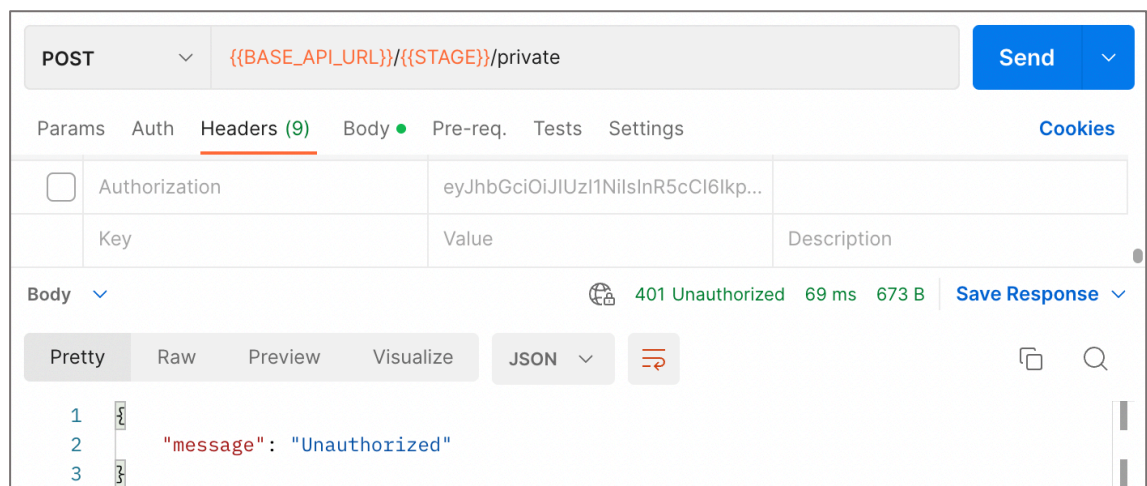 POST {{BASE_API_URL}}/{{STAGE}}/private Send
Params Auth Headers (9) Body Pre-req. Tests Settings Cookies
Authorization eyJhbGciOiJIUzI1NiIsInR5cCI6Ikp...
Key Value Description
Body 401 Unauthorized 69 ms 673 B Save Response
Pretty Raw Preview Visualize JSON
1 {
2 "message": "Unauthorized"
3 }